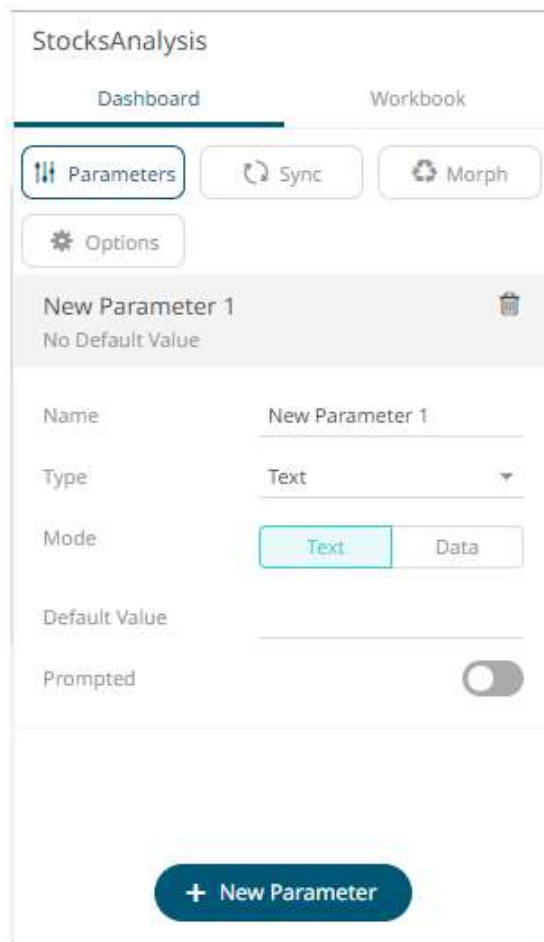 StocksAnalysis
Dashboard Workbook
Parameters Sync Morph
Options
New Parameter 1
No Default Value
Name New Parameter 1
Type Text
Mode Text Data
Default Value
Prompted
+ New Parameter